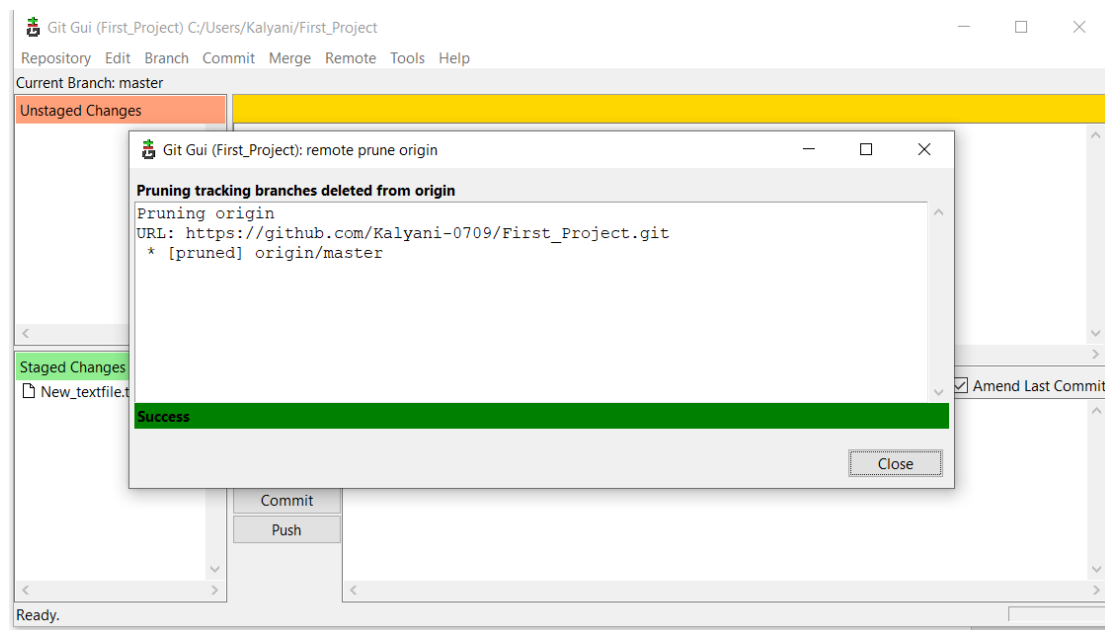 Git Gui (First_Project) C:/Users/Kalyani/First_Project
Repository Edit Branch Commit Merge Remote Tools Help
Current Branch: master
Unstaged Changes
Git Gui (First_Project): remote prune origin
Pruning tracking branches deleted from origin
Pruning origin
URL: https://github.com/Kalyani-0709/First_Project.git
* [pruned] origin/master
Success
Close
Staged Changes
New_textfile.t
Amend Last Commit
Commit
Push
Ready.